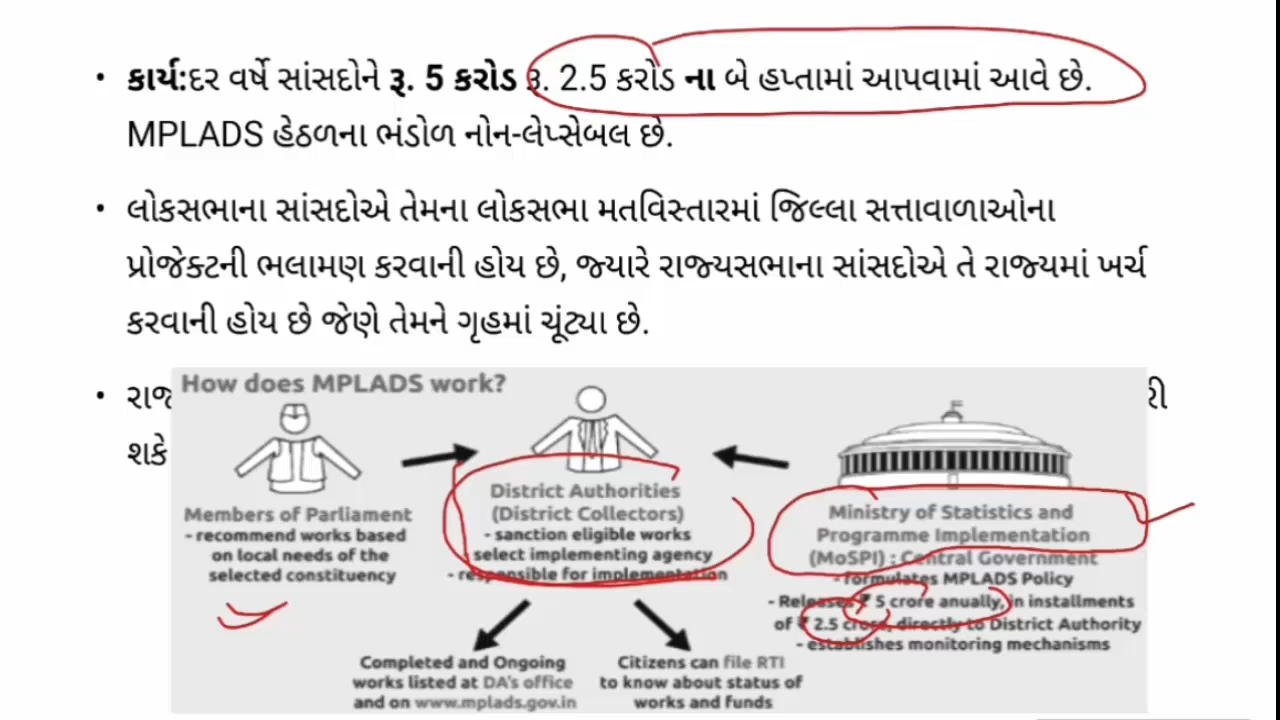 • કાર્ય:દર વર્ષે સાંસદોને રૂ. 5 કરોડ રૂ. 2.5 કરોડ ના બે હપ્તામાં આપવામાં આવે છે.
MPLADS હેઠળના ભંડોળ નોન-લેપ્સેબલ છે.
• લોકસભાના સાંસદોએ તેમના લોકસભા મતવિસ્તારમાં જિલ્લા સત્તાવાળાઓના
પ્રોજેક્ટની ભલામણ કરવાની હોય છે, જ્યારે રાજ્યસભાના સાંસદોએ તે રાજ્યમાં ખર્ચ
કરવાની હોય છે જેણે તેમને ગૃહમાં ચૂંટ્યા છે.
શકે
How does MPLADS work?
Members of Parliament
- recommend works based
on local needs of the
selected constituency
District Authorities
(District Collectors)
- sanction eligible works
select implementing agency
- responsible for implementation
Ministry of Statistics and
Programme Implementation
(MoSPI) : Central Government
- formulates MPLADS Policy
- Releases ₹ 5 crore anually, in installments
of ₹ 2.5 crore, directly to District Authority
- establishes monitoring mechanisms
Completed and Ongoing
works listed at DA's office
and on www.mplads.gov.in
Citizens can file RTI
to know about status of
works and funds